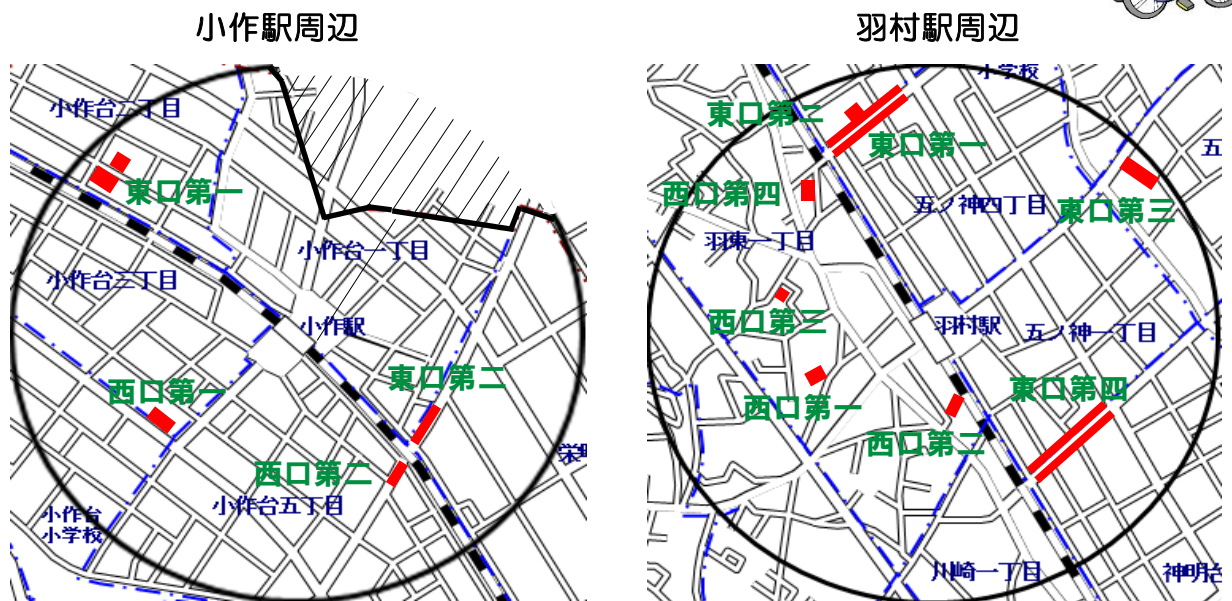 小作駅周辺
羽村駅周辺
小作台二丁目
東口第一
小作台一丁目
小作台三丁目
小作駅
東口第二
西口第一
西口第二
小作台五丁目
小作台
小学校
小学校
東口第二
東口第一
西口第四
五ノ神四丁目
東口第三
羽東一丁目
西口第三
羽村駅
五ノ神一丁目
東口第四
西口第一
西口第二
川崎一丁目
神明台